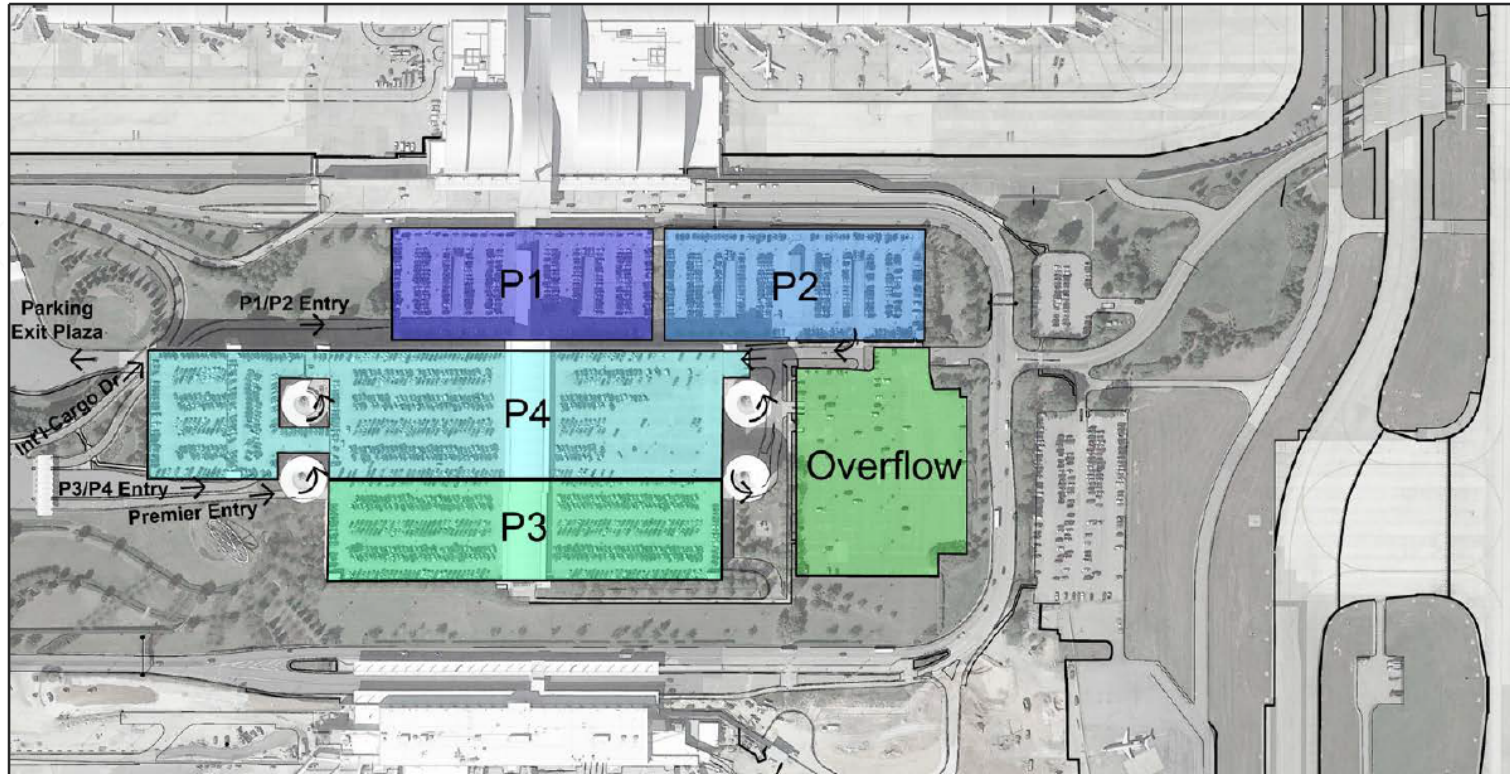 P1
P2
P1/P2 Entry
Parking
Exit Plaza
Int'l Cargo Dr
P4
Overflow
P3/P4 Entry
Premier Entry
P3